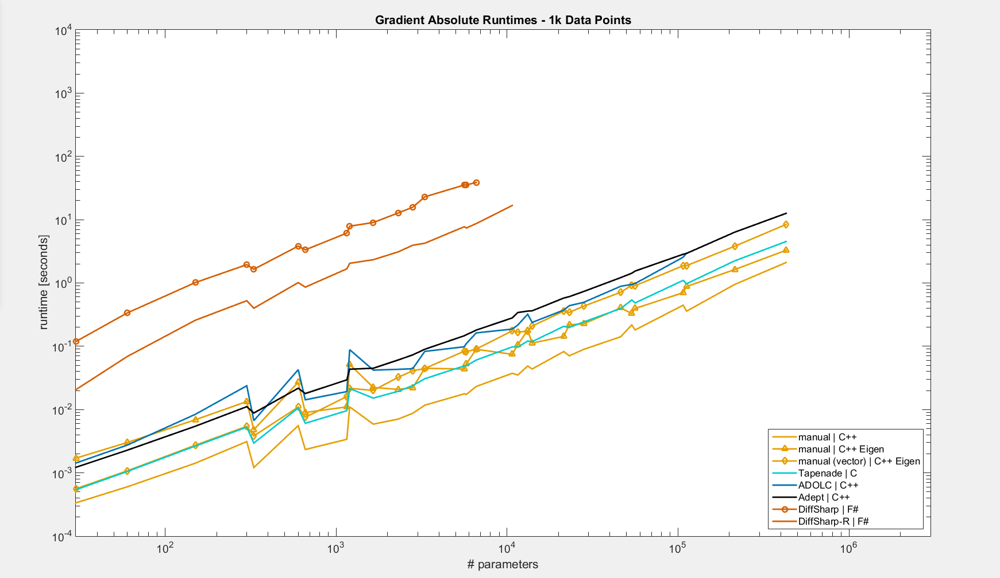 Gradient Absolute Runtimes - 1k Data Points
10^4
10^3
10^2
10^1
10^0
10^-1
10^-2
10^-3
10^-4
runtime [seconds]
10^2 10^3 10^4 10^5 10^6
# parameters
manual | C++
manual | C++ Eigen
manual (vector) | C++ Eigen
Tapenade | C
ADOLC | C++
Adept | C++
DiffSharp | F#
DiffSharp-R | F#